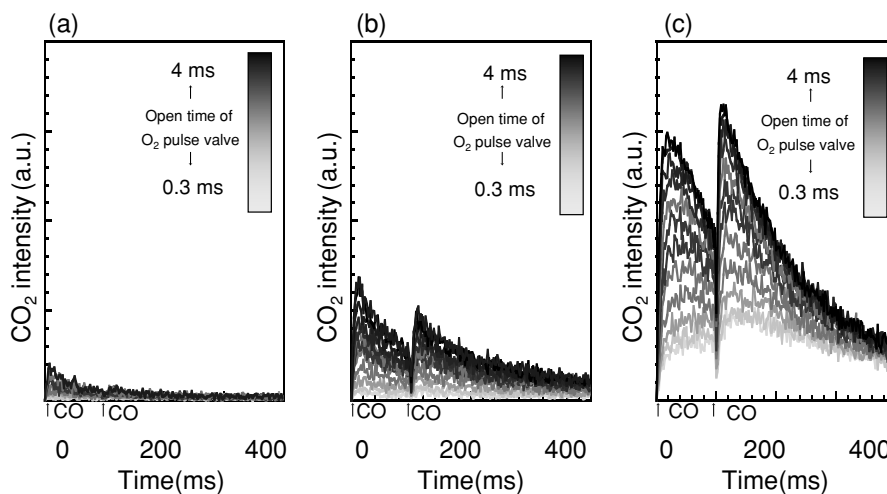 (a)
4 ms
↑
Open time of
O₂ pulse valve
↓
0.3 ms
CO₂ intensity (a.u.)
↑CO ↑CO
0 200 400
Time(ms)
(b)
4 ms
↑
Open time of
O₂ pulse valve
↓
0.3 ms
CO₂ intensity (a.u.)
↑CO ↑CO
0 200 400
Time(ms)
(c)
4 ms
↑
Open time of
O₂ pulse valve
↓
0.3 ms
CO₂ intensity (a.u.)
↑ CO ↑ CO
0 200 400
Time(ms)